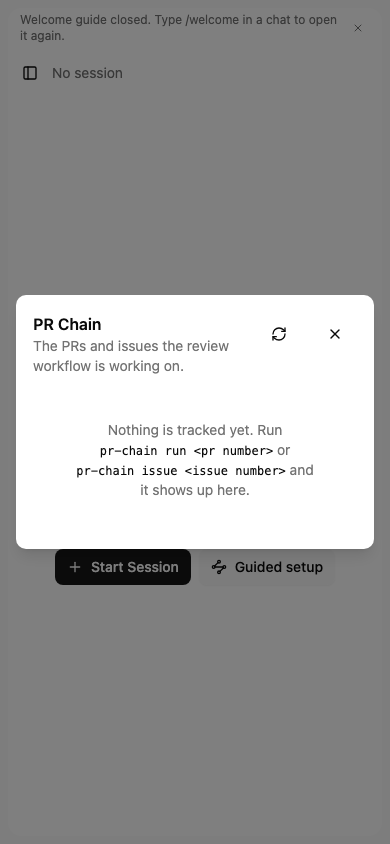 Welcome guide closed. Type /welcome in a chat to open
it again.
No session
PR Chain
The PRs and issues the review
workflow is working on.
Nothing is tracked yet. Run
pr-chain run <pr number> or
pr-chain issue <issue number> and
it shows up here.
Start Session
Guided setup